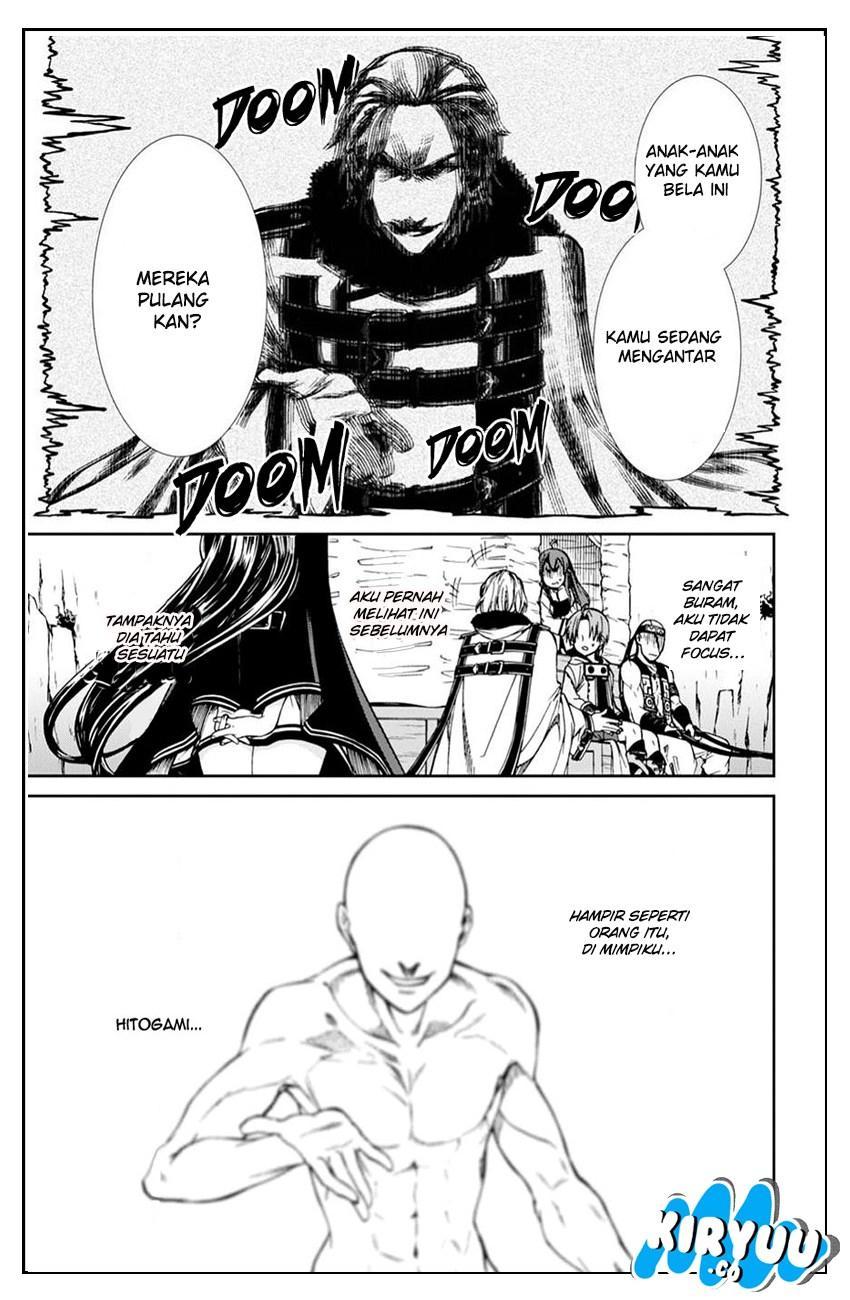 DOOM
ANAK-ANAK
YANG KAMU
BELA INI
DOOM
KAMU SEDANG
MENGANTAR
MEREKA
PULANG
KAN?
DOOM
DOOM
SANGAT
BURAM,
AKU TIDAK
DAPAT
FOCUS...
AKU PERNAH
MELIHAT INI
SEBELUMNYA
TAMPAKNYA
DIA TAHU
SESUATU
HAMPIR SEPERTI
ORANG ITU,
DI MIMPIKU...
HITOGAMI...
KIRYUU
.CO